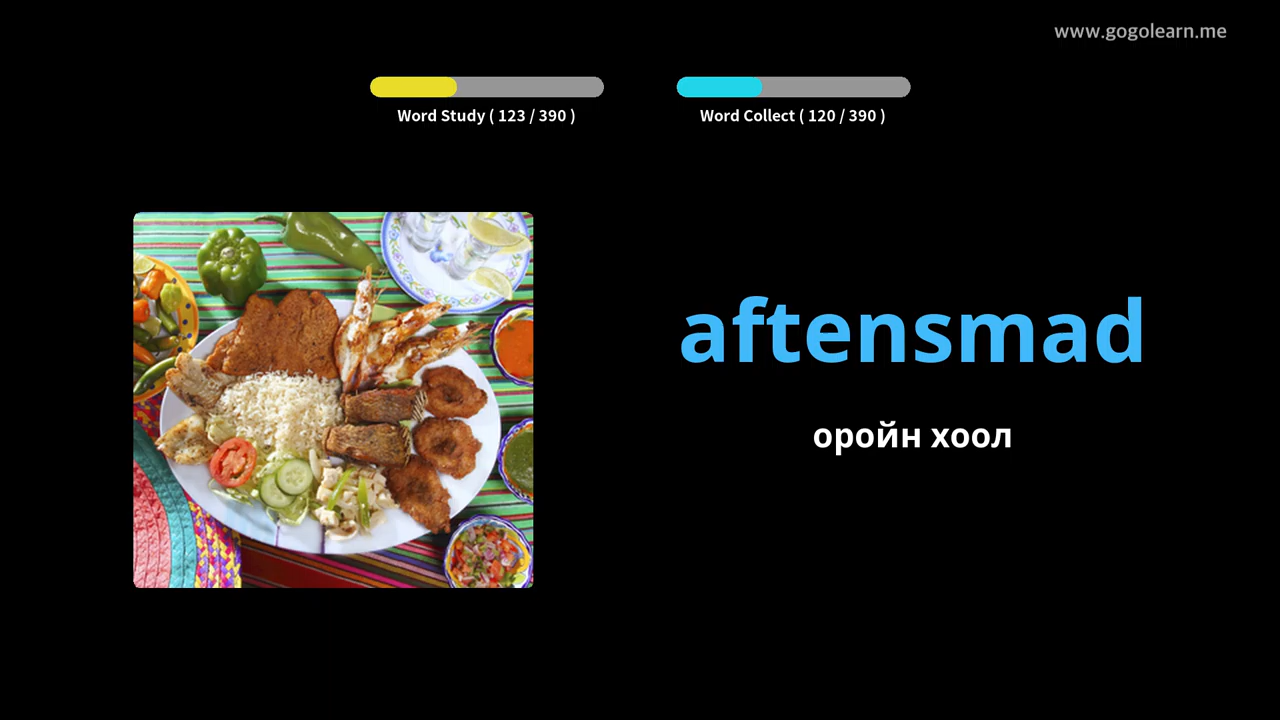 www.gogolearn.me
Word Study ( 123 / 390 )
Word Collect ( 120 / 390 )
aftensmad
оройн хоол